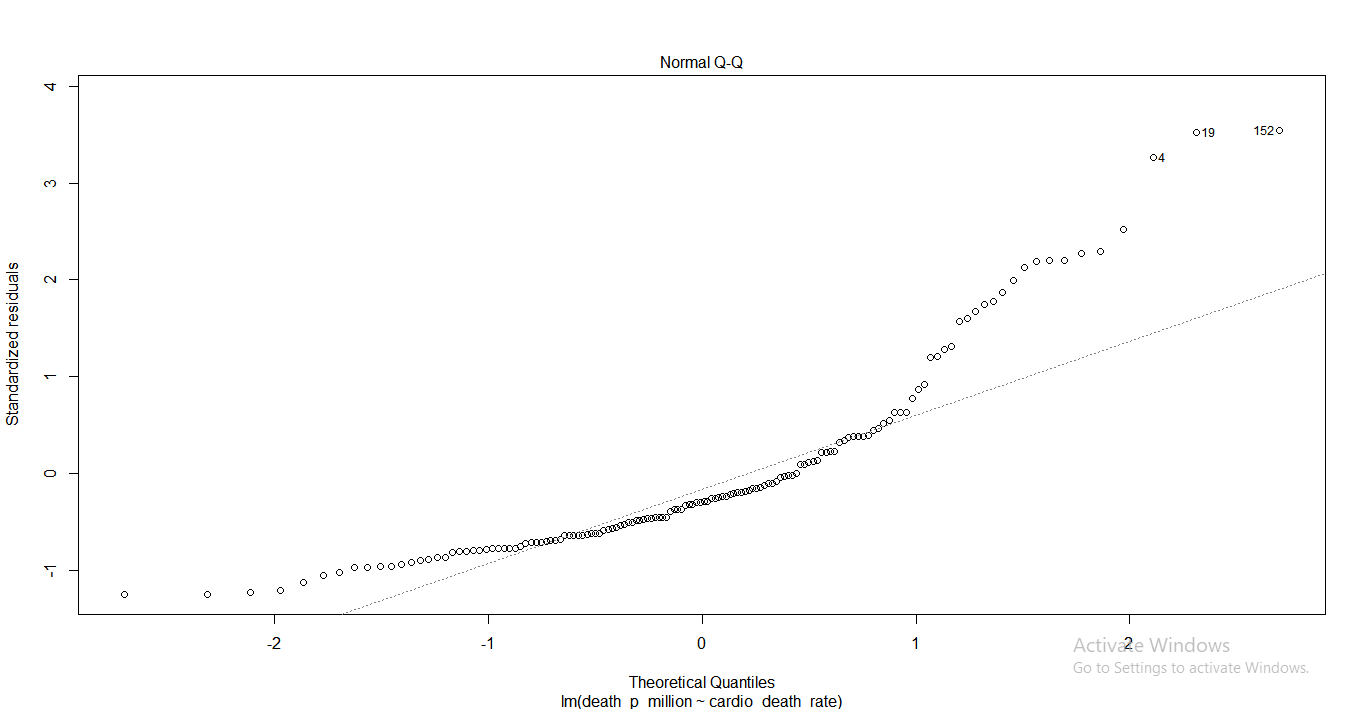 Normal Q-Q
4
3
2
1
0
-1
Standardized residuals
19
152
4
-2
-1
0
1
2
Theoretical Quantiles
lm(death_p_million ~ cardio_death_rate)
Activate Windows
Go to Settings to activate Windows.